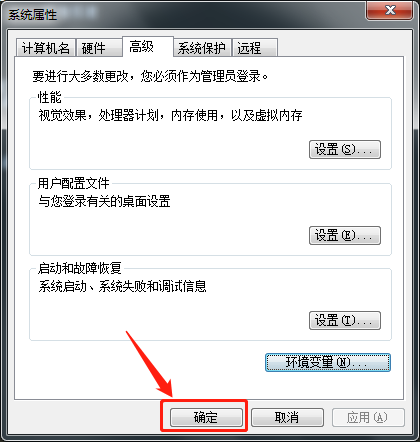 系统属性
计算机名 硬件 高级 系统保护 远程
要进行大多数更改，您必须作为管理员登录。
性能
视觉效果，处理器计划，内存使用，以及虚拟内存
设置(S)...
用户配置文件
与您登录有关的桌面设置
设置(E)...
启动和故障恢复
系统启动、系统失败和调试信息
设置(T)...
环境变量(N)...
确定 取消 应用(A)